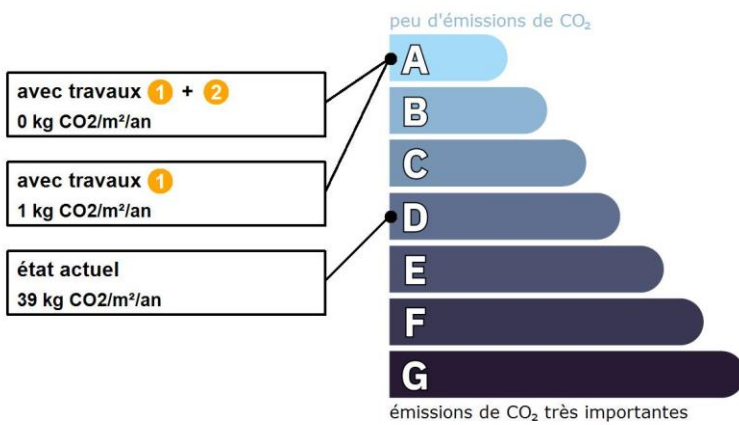 peu d'émissions de CO₂
A
avec travaux 1 + 2
0 kg CO2/m²/an
B
C
avec travaux 1
1 kg CO2/m²/an
D
état actuel
39 kg CO2/m²/an
E
F
G
émissions de CO₂ très importantes